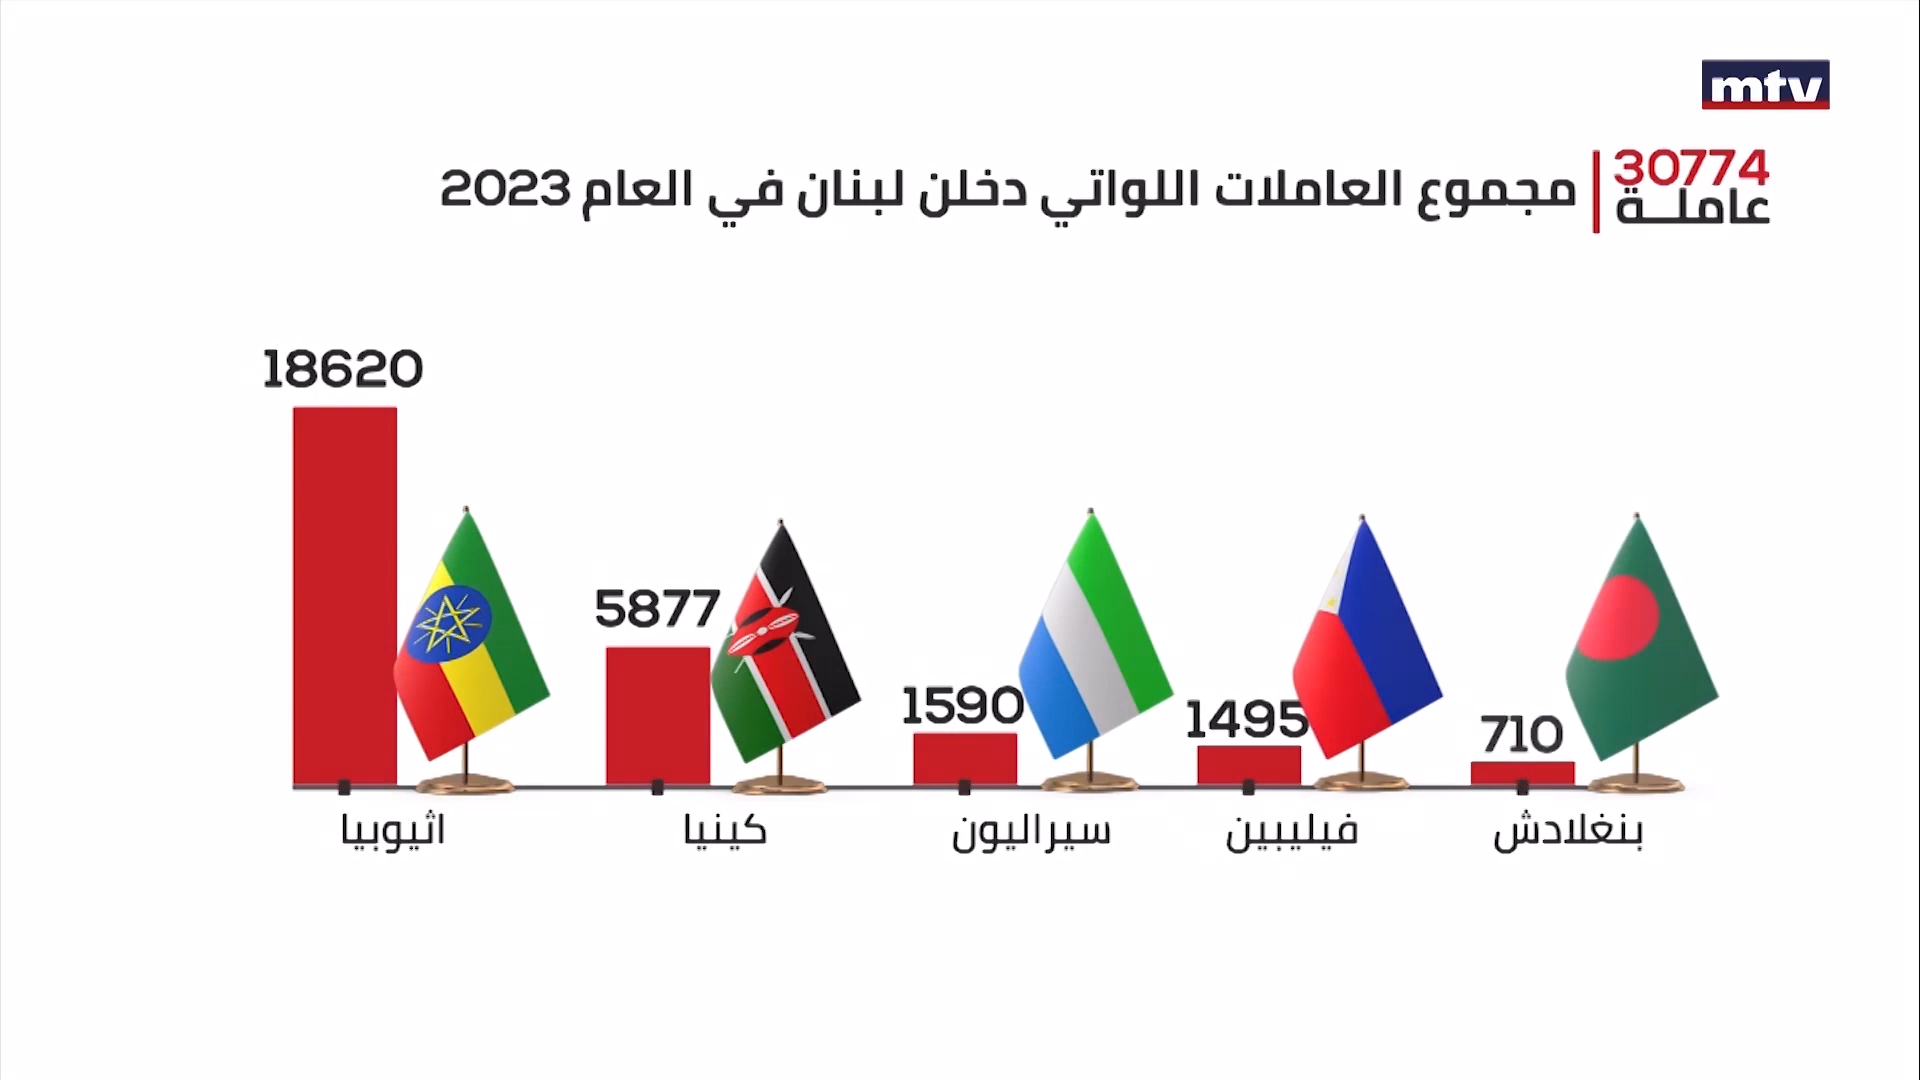 mtv
30774
عاملـــة
مجموع العاملات اللواتي دخلن لبنان في العام 2023
18620
5877
1590
1495
710
اثيوبيا
كينيا
سيراليون
فيليبين
بنغلادش